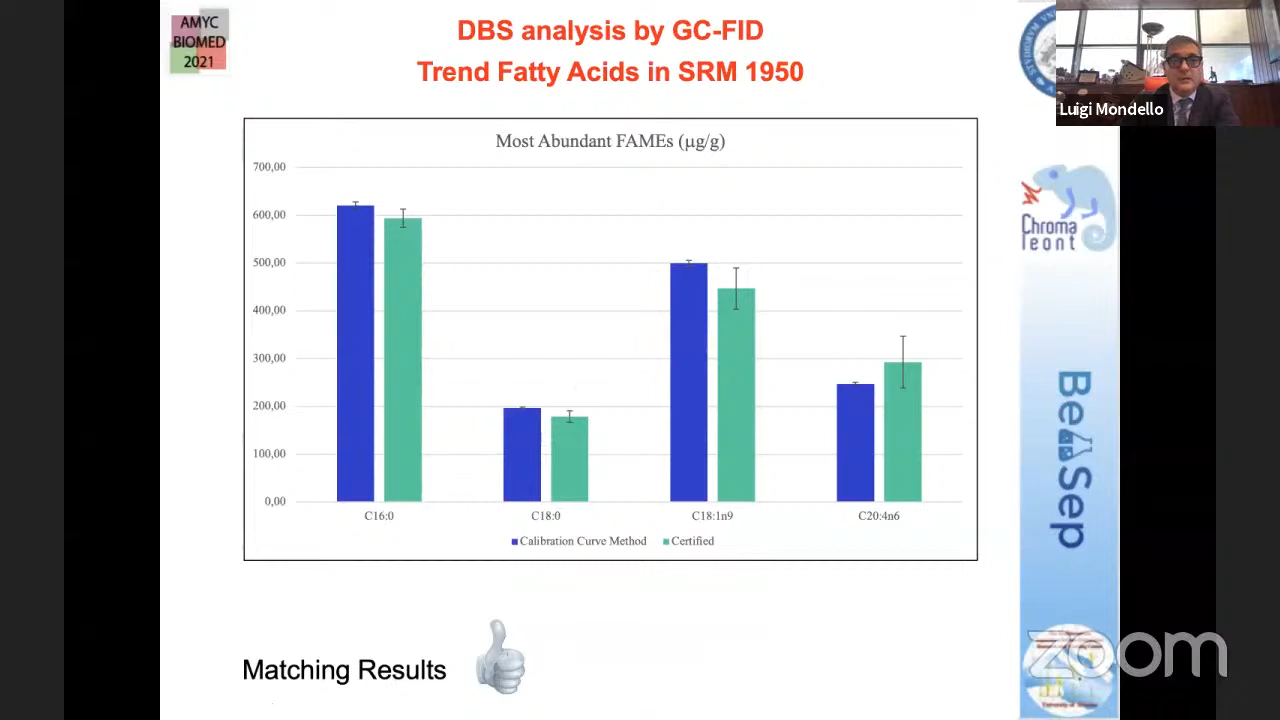 AMYC
BIOMED
2021
DBS analysis by GC-FID
Trend Fatty Acids in SRM 1950
Luigi Mondello
Most Abundant FAMEs (µg/g)
700,00
600,00
500,00
400,00
300,00
200,00
100,00
0,00
C16:0
C18:0
C18:1n9
C20:4n6
Calibration Curve Method
Certified
Matching Results
Chroma
leont
BeSep
zoom